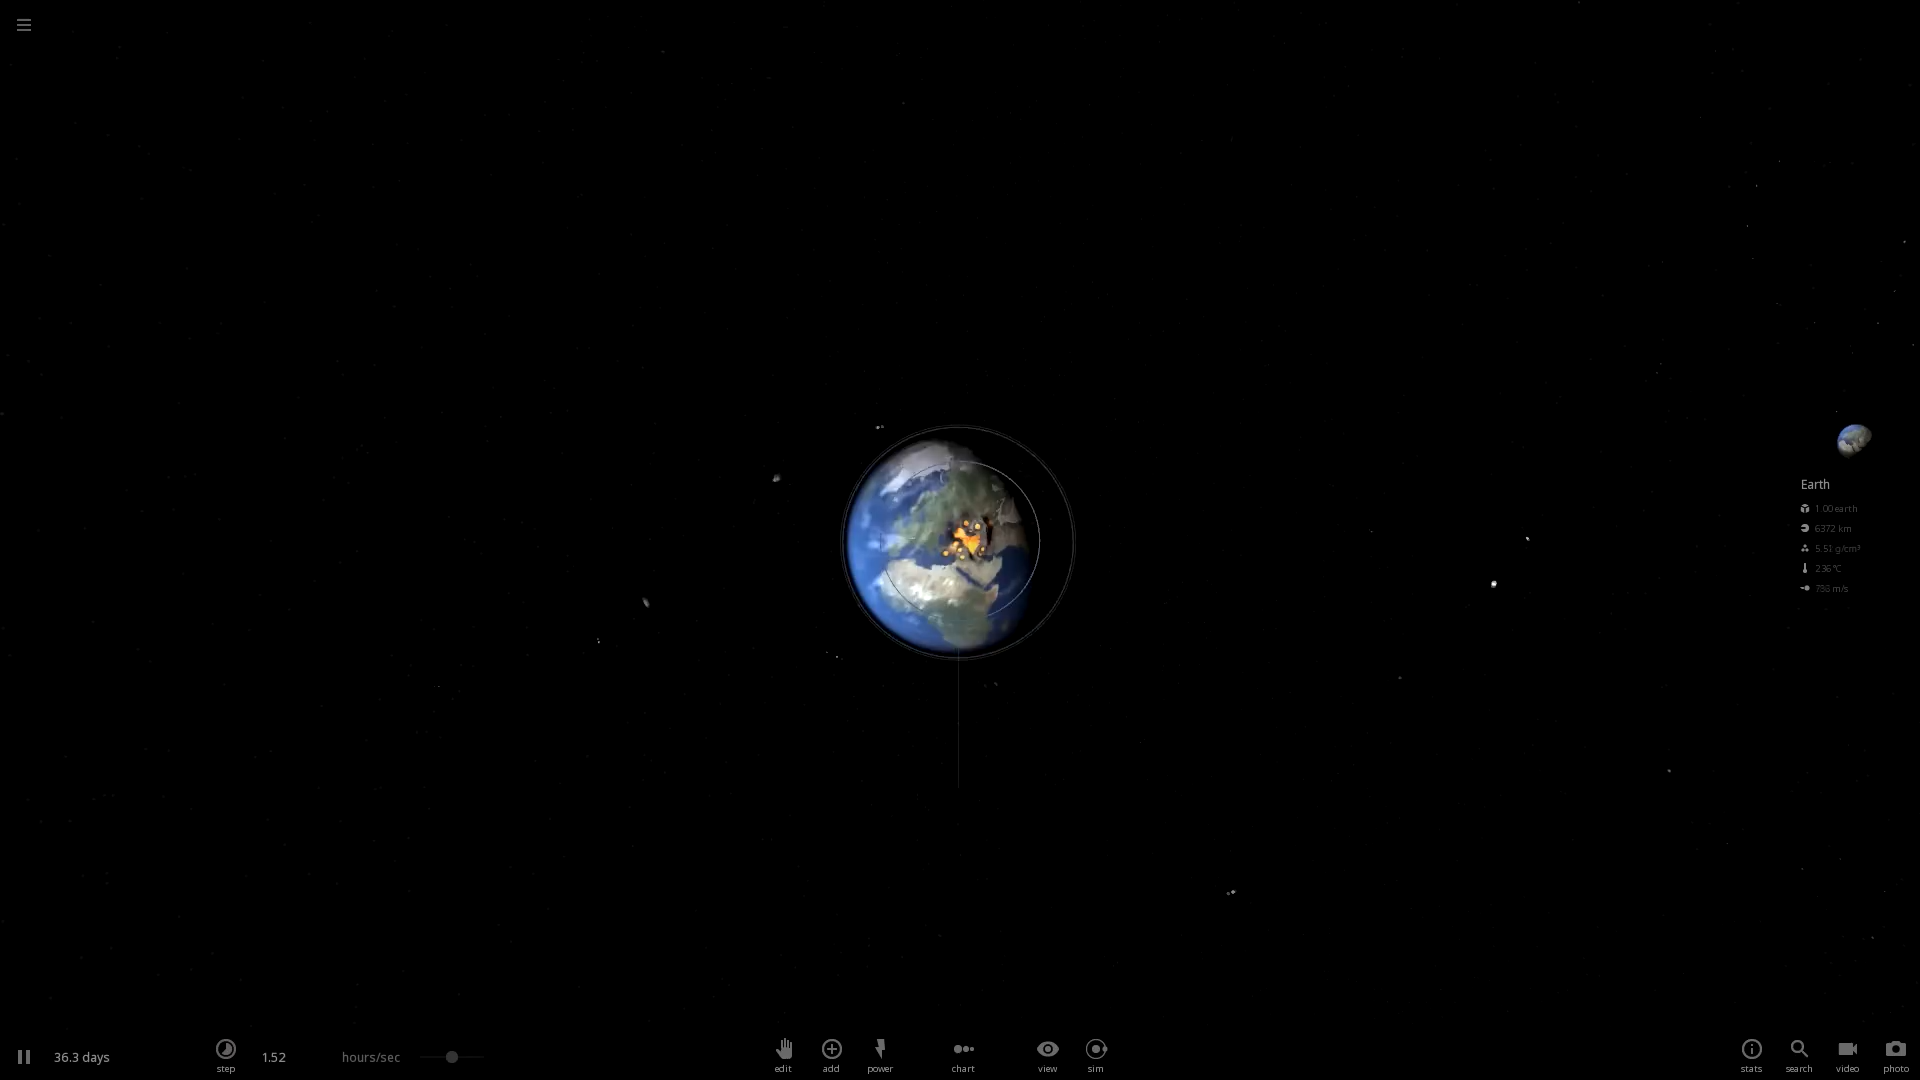 Earth
1.00 earth
6372 km
5.51 g/cm³
236 °C
36.3 days
step
1.52
hours/sec
edit
add
power
chart
view
sim
stats
search
video
photo